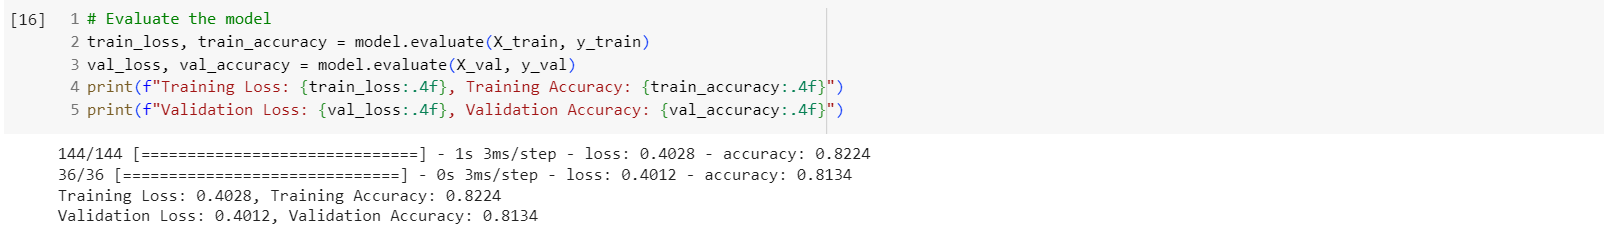 [16] 1 # Evaluate the model
2 train_loss, train_accuracy = model.evaluate(X_train, y_train)
3 val_loss, val_accuracy = model.evaluate(X_val, y_val)
4 print(f"Training Loss: {train_loss:.4f}, Training Accuracy: {train_accuracy:.4f}")
5 print(f"Validation Loss: {val_loss:.4f}, Validation Accuracy: {val_accuracy:.4f}")
144/144 [==============================] - 1s 3ms/step - loss: 0.4028 - accuracy: 0.8224
36/36 [==============================] - 0s 3ms/step - loss: 0.4012 - accuracy: 0.8134
Training Loss: 0.4028, Training Accuracy: 0.8224
Validation Loss: 0.4012, Validation Accuracy: 0.8134